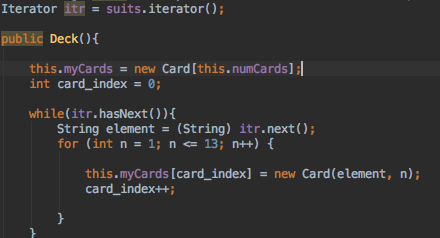 Iterator itr = suits.iterator();
public Deck(){
this.myCards = new Card[this.numCards];
int card_index = 0;
while(itr.hasNext()){
String element = (String) itr.next();
for (int n = 1; n <= 13; n++) {
this.myCards[card_index] = new Card(element, n);
card_index++;
}
}